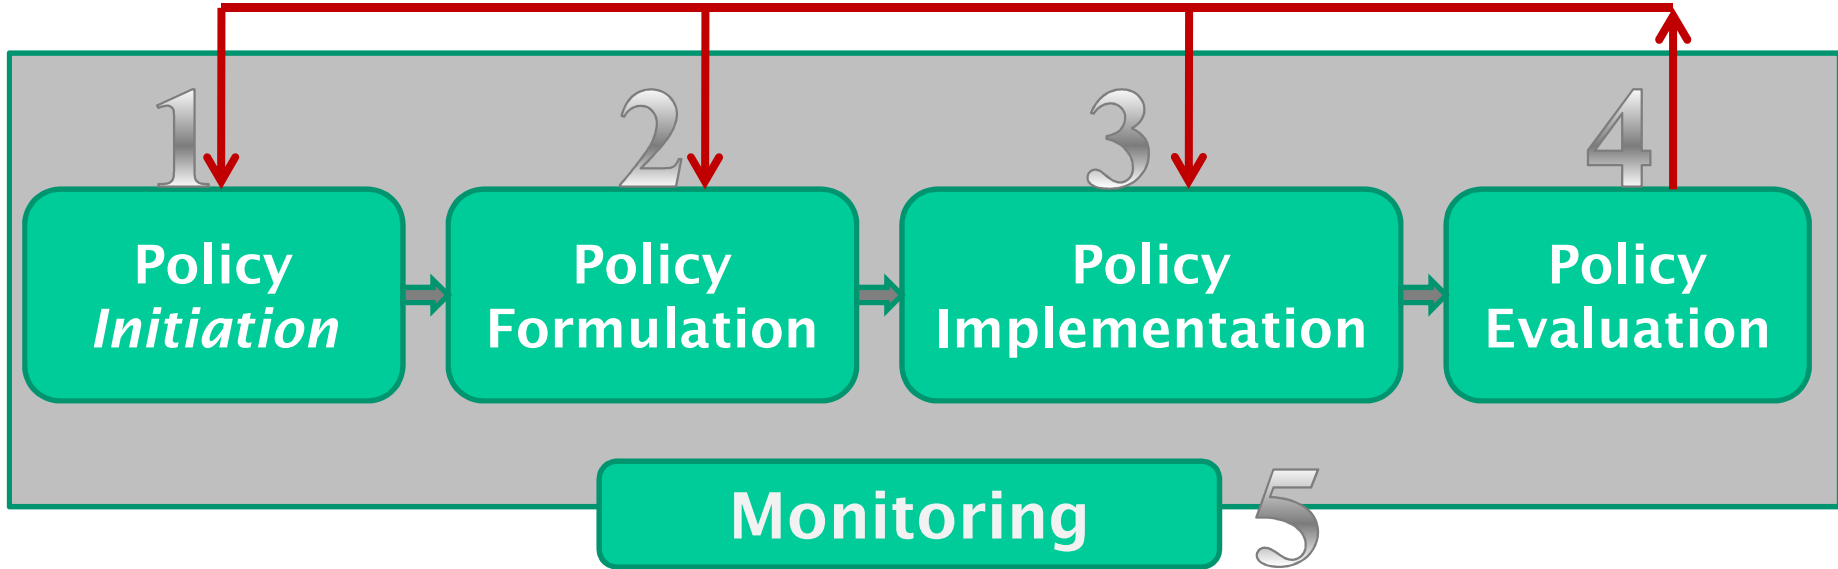 1
2
3
4
Policy
Initiation
Policy
Formulation
Policy
Implementation
Policy
Evaluation
Monitoring
5